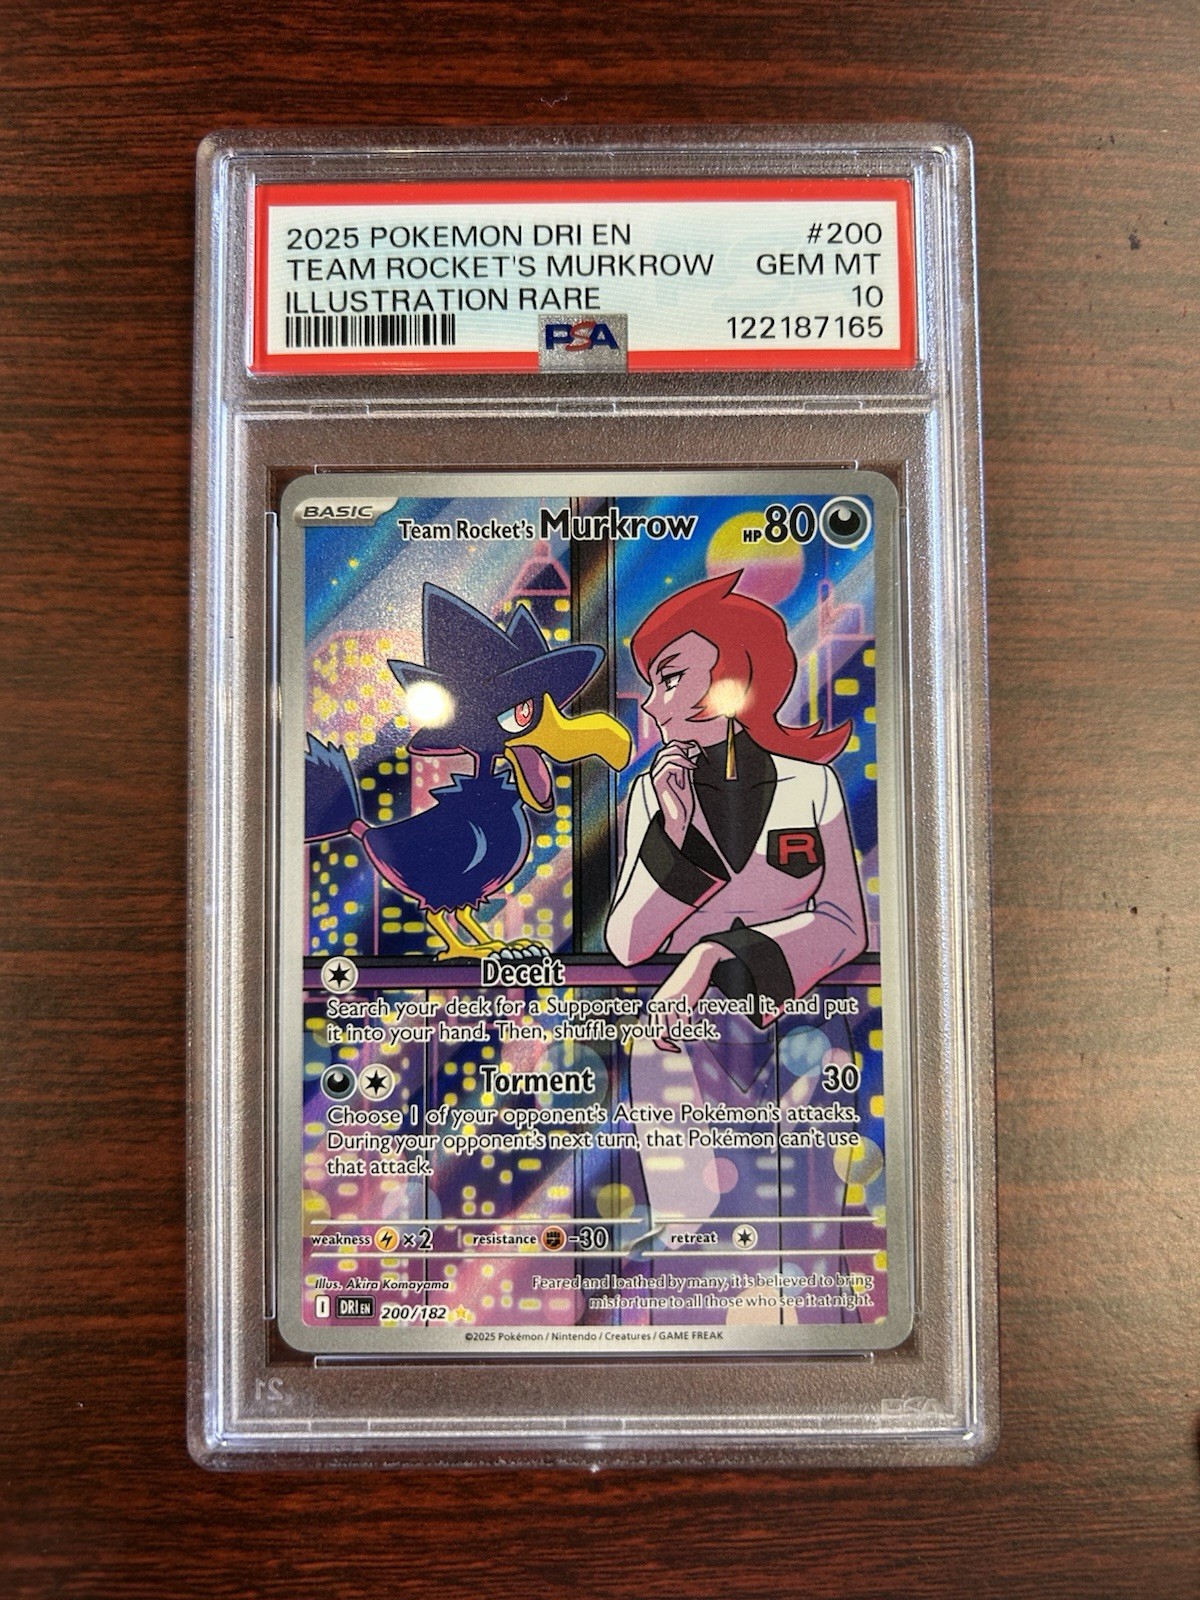 2025 POKEMON DRI EN #200
TEAM ROCKET'S MURKROW GEM MT
ILLUSTRATION RARE 10
PSA 122187165
BASIC Team Rocket's Murkrow HP 80
R
Deceit
Search your deck for a Supporter card, reveal it, and put
it into your hand. Then, shuffle your deck.
Torment 30
Choose 1 of your opponent's Active Pokémon's attacks.
During your opponent's next turn, that Pokémon can't use
that attack.
weakness ×2 resistance -30 retreat
Illus. Akira Komayama Feared and loathed by many, it is believed to bring
misfortune to all those who see it at night.
I DRI EN 200/182
©2025 Pokémon / Nintendo / Creatures / GAME FREAK